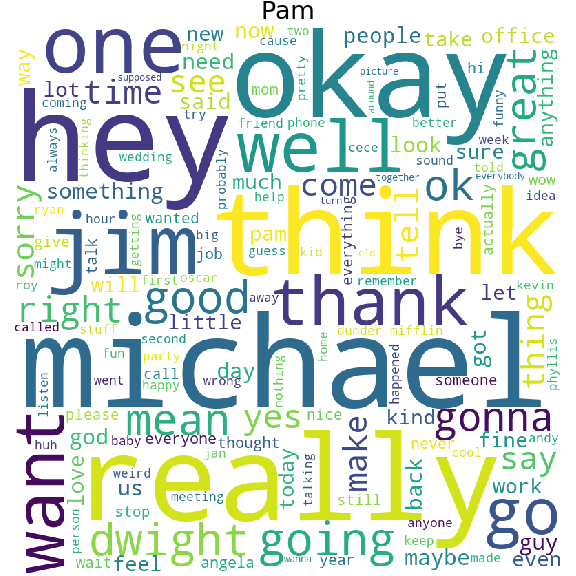 Pam
one
new
now
night
cause
two
people
take
office
way
need
okay
hi
see
supposed
picture
pretty
mom
great
anything
lot
time
said
put
funny
coming
try
around
hey
always
thinking
friend
phone
better
week
well
cece
look
sure
told
wedding
sound
everybody
probably
something
much
come
together
ok
wow
help
turn
idea
sorry
ryan
hour
wanted
tell
actually
give
talk
getting
big
pam
everything
think
bye
jim
job
guess
kid
old
might
will
first
oscar
remember
roy
right
good
away
thank
let
kevin
stuff
little
called
dunder mifflin
thing
second
home
got
phyllis
fun
party
michael
call
day
went
happy
wrong
nothing
happened
someone
listen
want
please
mean
yes
nice
kind
gonna
huh
god
baby
everyone
thought
make
never
fine
andy
jan
cool
really
say
love
weird
today
talking
back
person
us
meeting
still
work
go
stop
anyone
dwight
going
keep
guy
wait
feel
angela
wanna
year
maybe
made
even